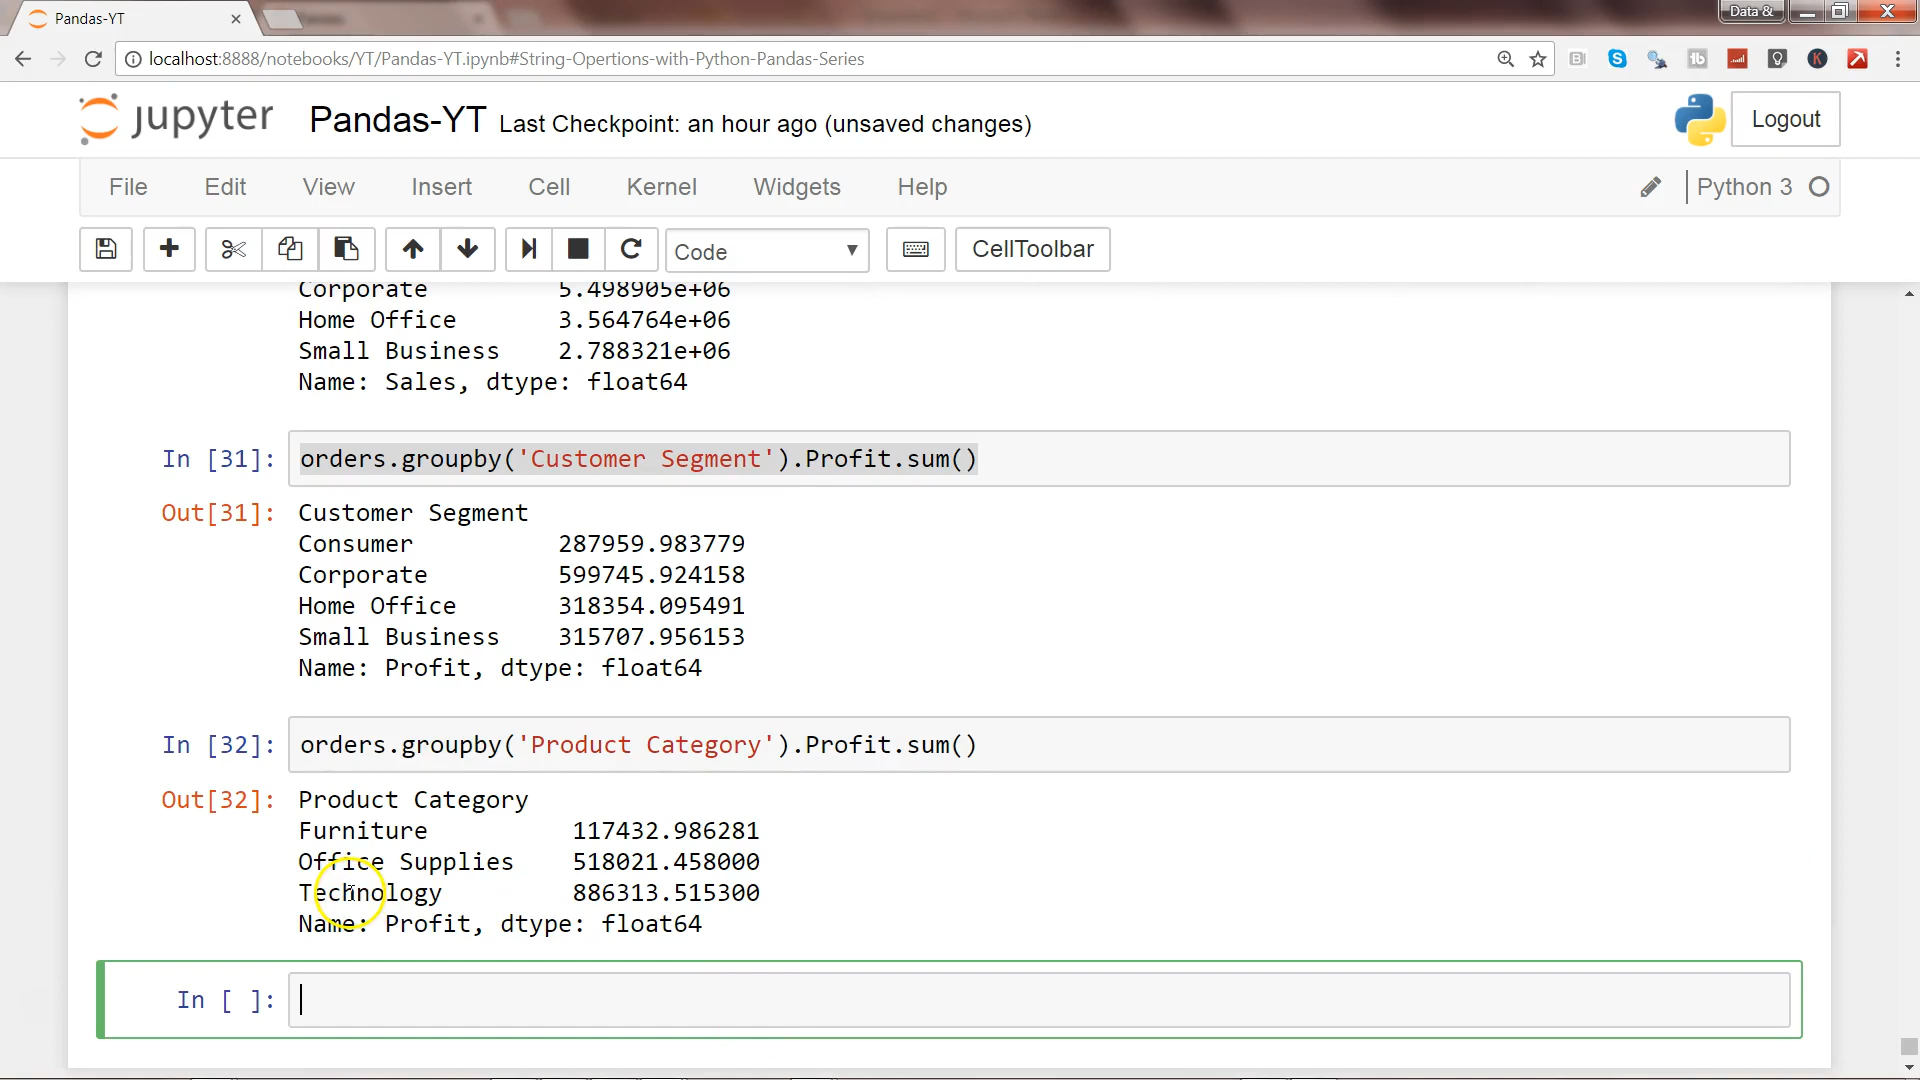 Pandas-YT
Data &
localhost:8888/notebooks/YT/Pandas-YT.ipynb#String-Opertions-with-Python-Pandas-Series
jupyter Pandas-YT Last Checkpoint: an hour ago (unsaved changes)
Logout
File Edit View Insert Cell Kernel Widgets Help Python 3
Code CellToolbar
Corporate 5.498905e+06
Home Office 3.564764e+06
Small Business 2.788321e+06
Name: Sales, dtype: float64
In [31]: orders.groupby('Customer Segment').Profit.sum()
Out[31]: Customer Segment
Consumer 287959.983779
Corporate 599745.924158
Home Office 318354.095491
Small Business 315707.956153
Name: Profit, dtype: float64
In [32]: orders.groupby('Product Category').Profit.sum()
Out[32]: Product Category
Furniture 117432.986281
Office Supplies 518021.458000
Technology 886313.515300
Name: Profit, dtype: float64
In [ ]: